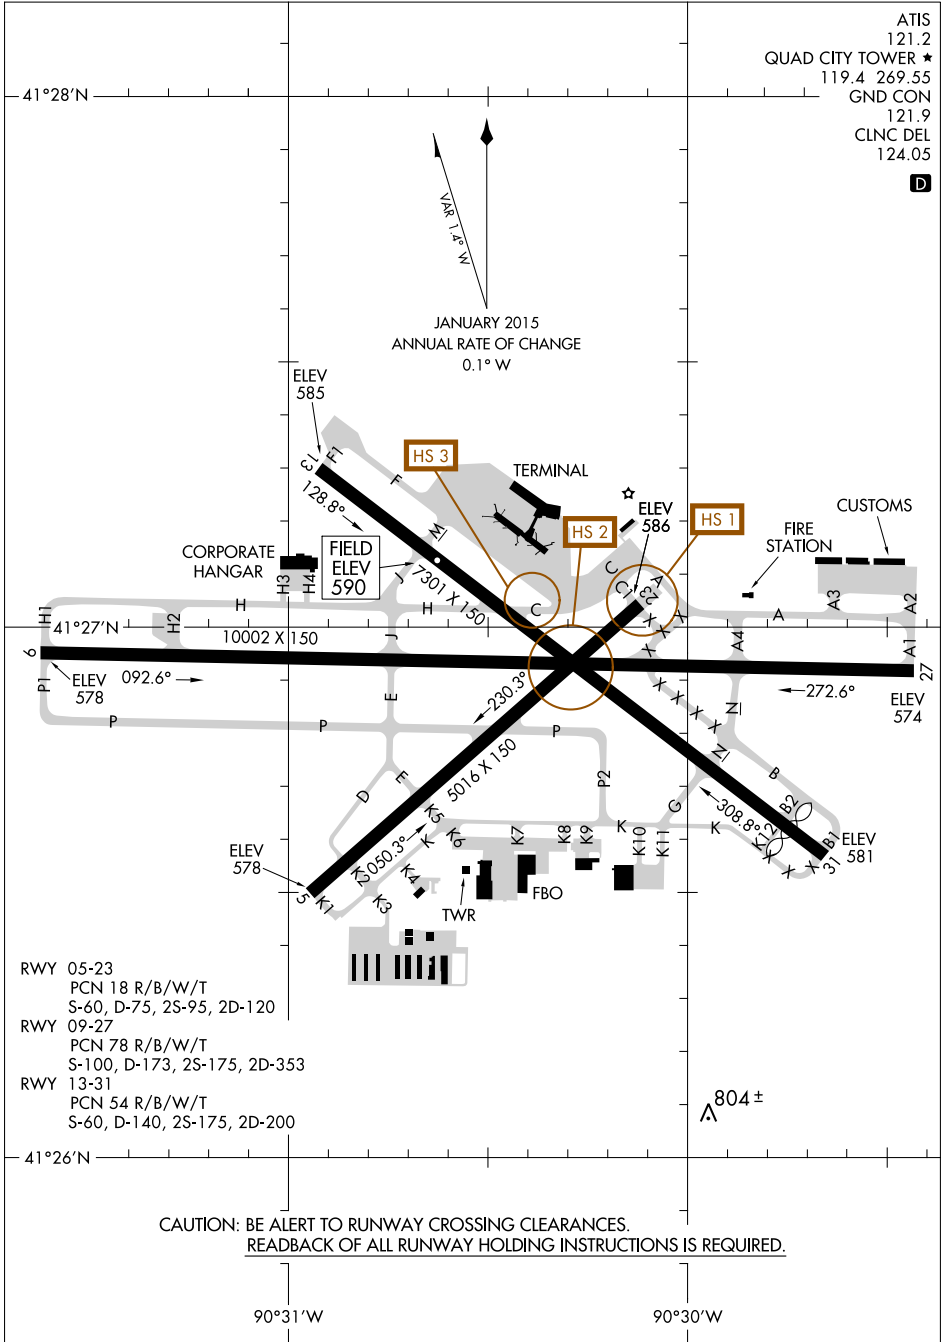 ATIS
121.2
QUAD CITY TOWER ★
119.4 269.55
GND CON
121.9
CLNC DEL
124.05
D
41°28'N
VAR 1.4° W
JANUARY 2015
ANNUAL RATE OF CHANGE
0.1° W
ELEV
585
HS 3
TERMINAL
HS 2
ELEV
586
HS 1
CUSTOMS
FIRE
STATION
13
F1
F
128.8°
M
CORPORATE
HANGAR
FIELD
ELEV
590
J
7301 X 150
C
C
C1
A
23
H3
H4
H1
H
H2
H
A
A3
A2
41°27'N
10002 X 150
J
X
X
X
X
A4
A1
9
ELEV
578
092.6°
P1
E
230.3°
272.6°
27
ELEV
574
X
X
X
X
N
N
P
P
P
5016 X 150
P2
B
D
E
K5
G
308.8°
B2
050.3°
K
K6
K7
K8
K9
K
K10
K11
K
K12
B1
31
ELEV
581
X
X
X
ELEV
578
5
K1
K2
K3
K4
TWR
FBO
RWY 05-23
PCN 18 R/B/W/T
S-60, D-75, 2S-95, 2D-120
RWY 09-27
PCN 78 R/B/W/T
S-100, D-173, 2S-175, 2D-353
RWY 13-31
PCN 54 R/B/W/T
S-60, D-140, 2S-175, 2D-200
804±
41°26'N
CAUTION: BE ALERT TO RUNWAY CROSSING CLEARANCES.
READBACK OF ALL RUNWAY HOLDING INSTRUCTIONS IS REQUIRED.
90°31'W
90°30'W